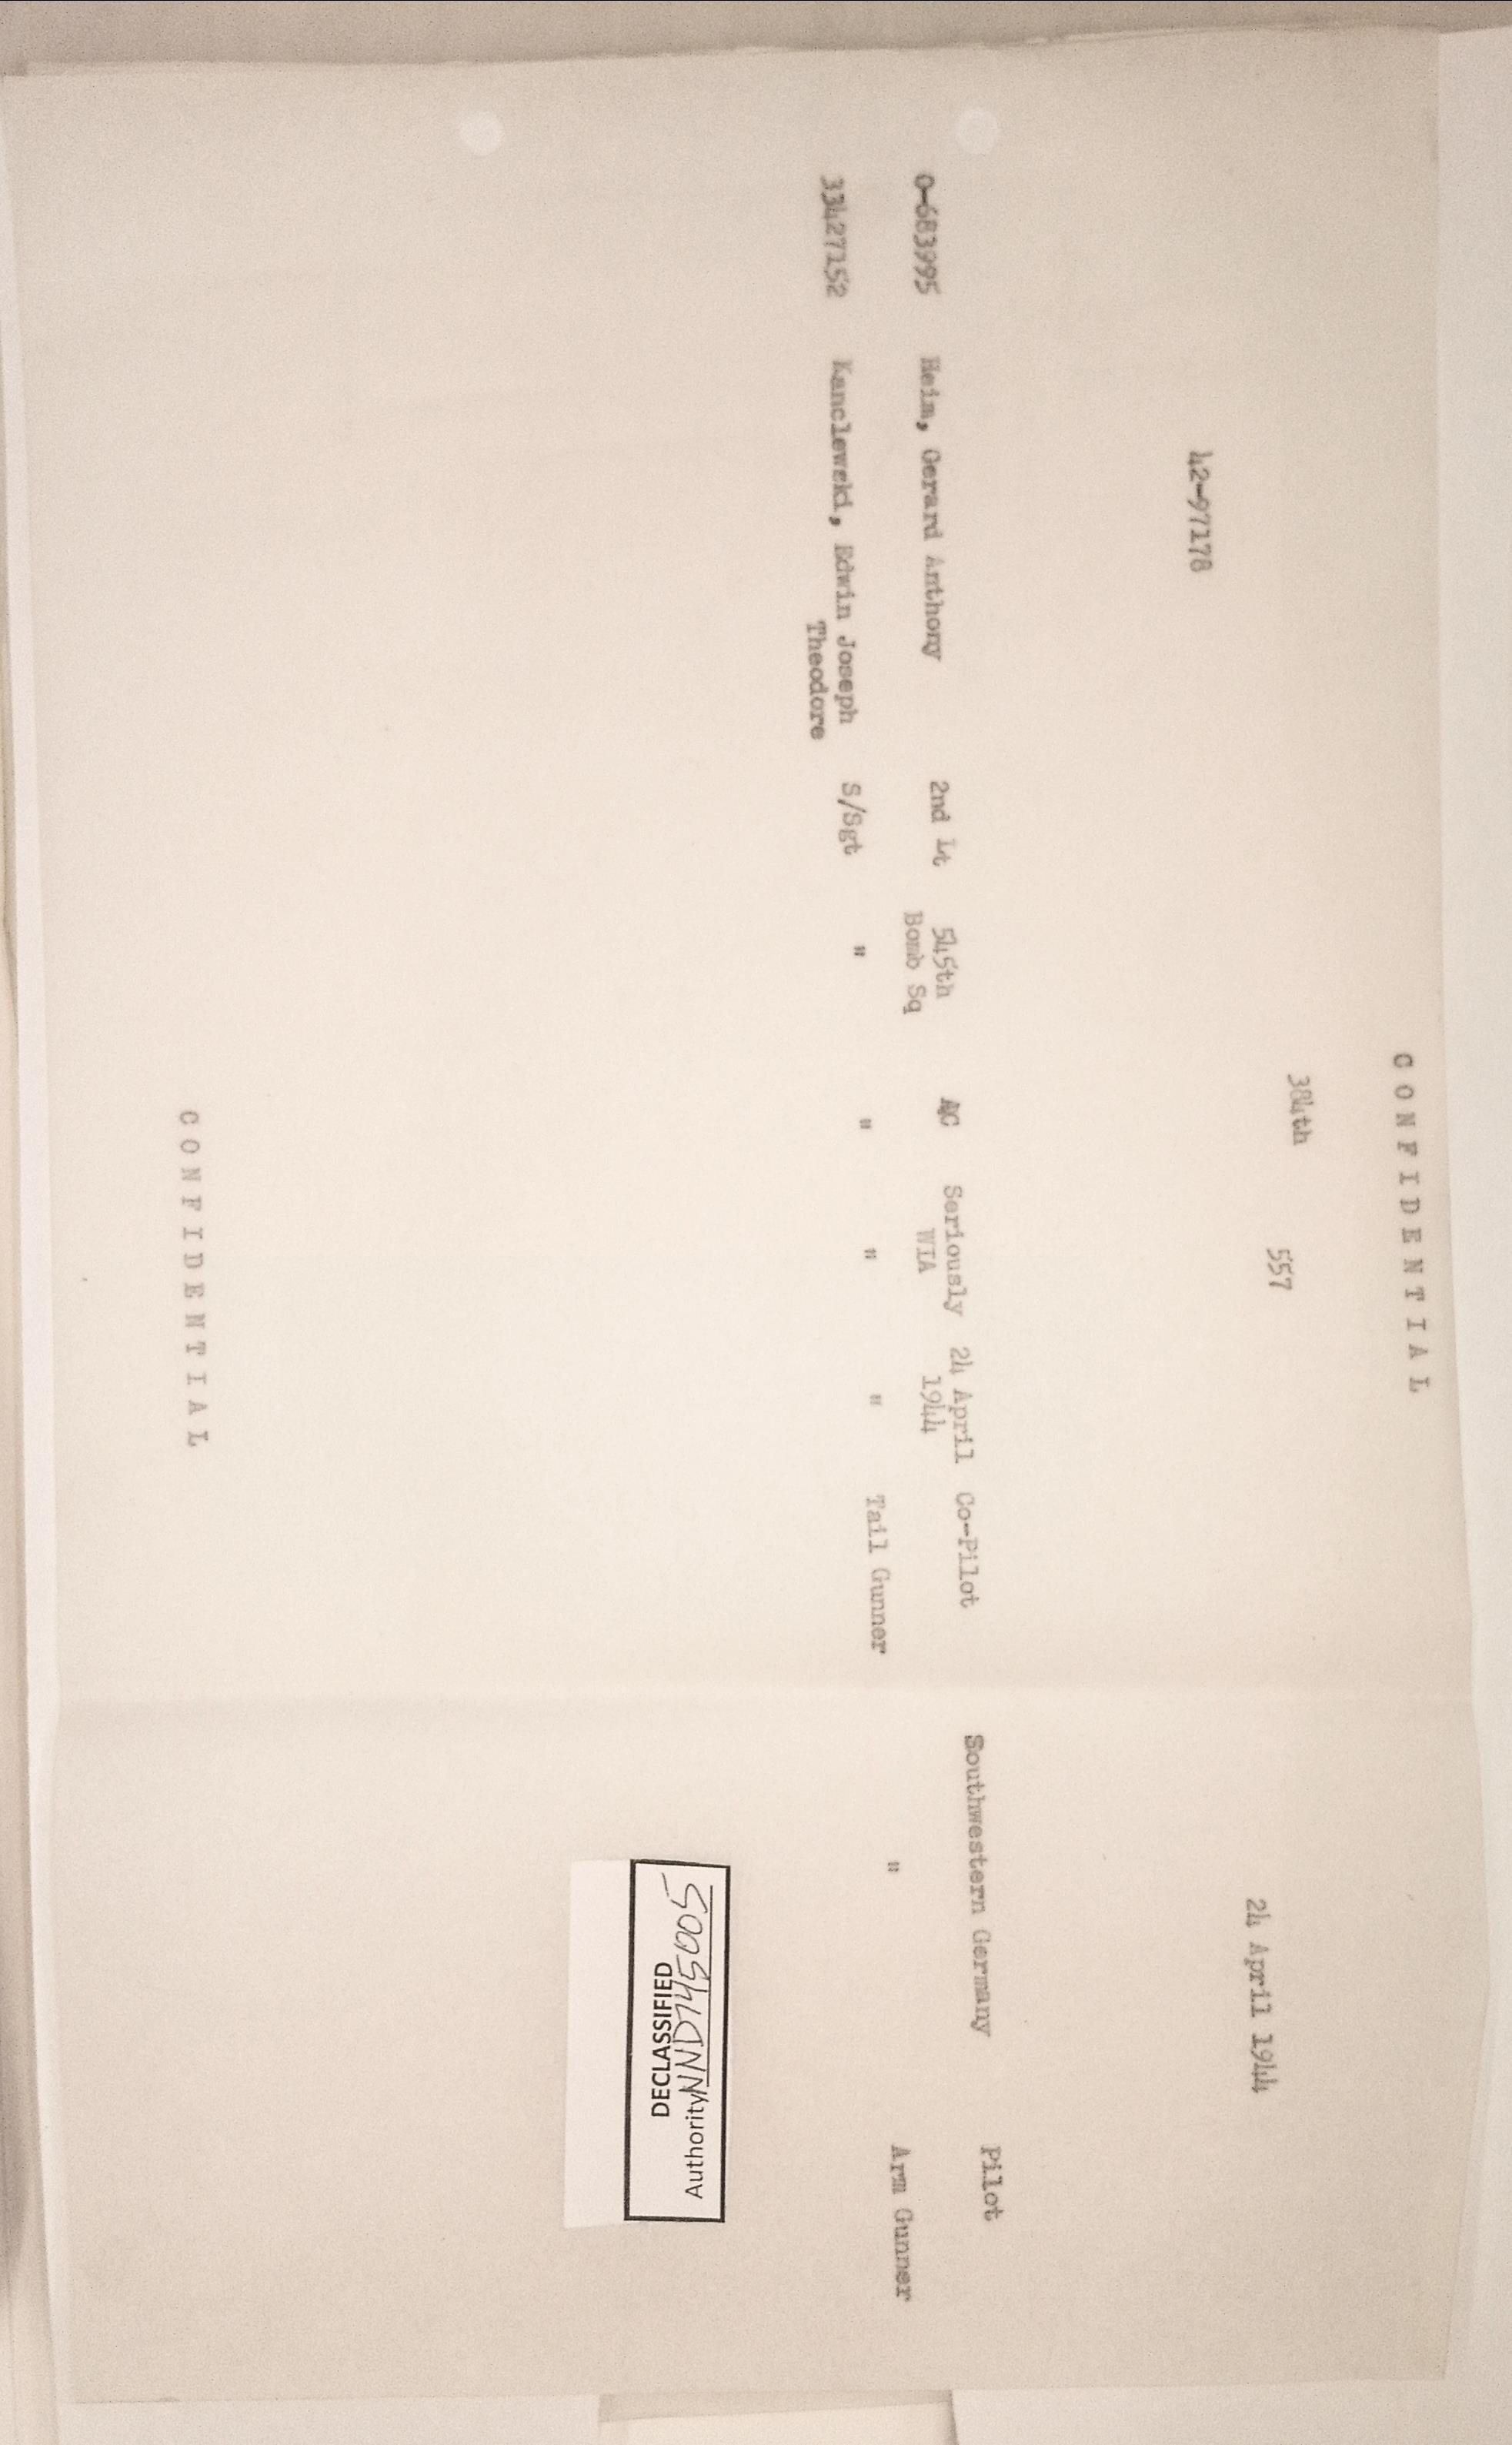 CONFIDENTIAL
384th 557
24 April 1944
42-97178
0-683995 Heim, Gerard Anthony 2nd Lt 545th AC Seriously 24 April Co-Pilot Southwestern Germany Pilot
Bomb Sq WIA 1944
33427152 Kanclewski, Edwin Joseph S/Sgt " " " " Tail Gunner " Arm Gunner
Theodore
DECLASSIFIED
Authority NND745005
CONFIDENTIAL